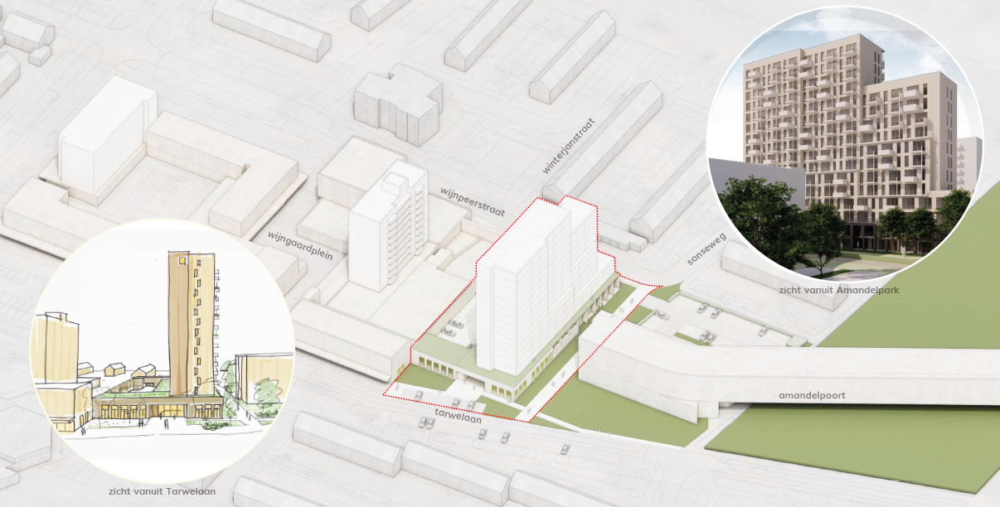 winterjanstraat
wijnpeerstraat
wijngaardplein
sonseweg
zicht vanuit Amandelpark
amandelpoort
tarwelaan
zicht vanuit Tarwelaan